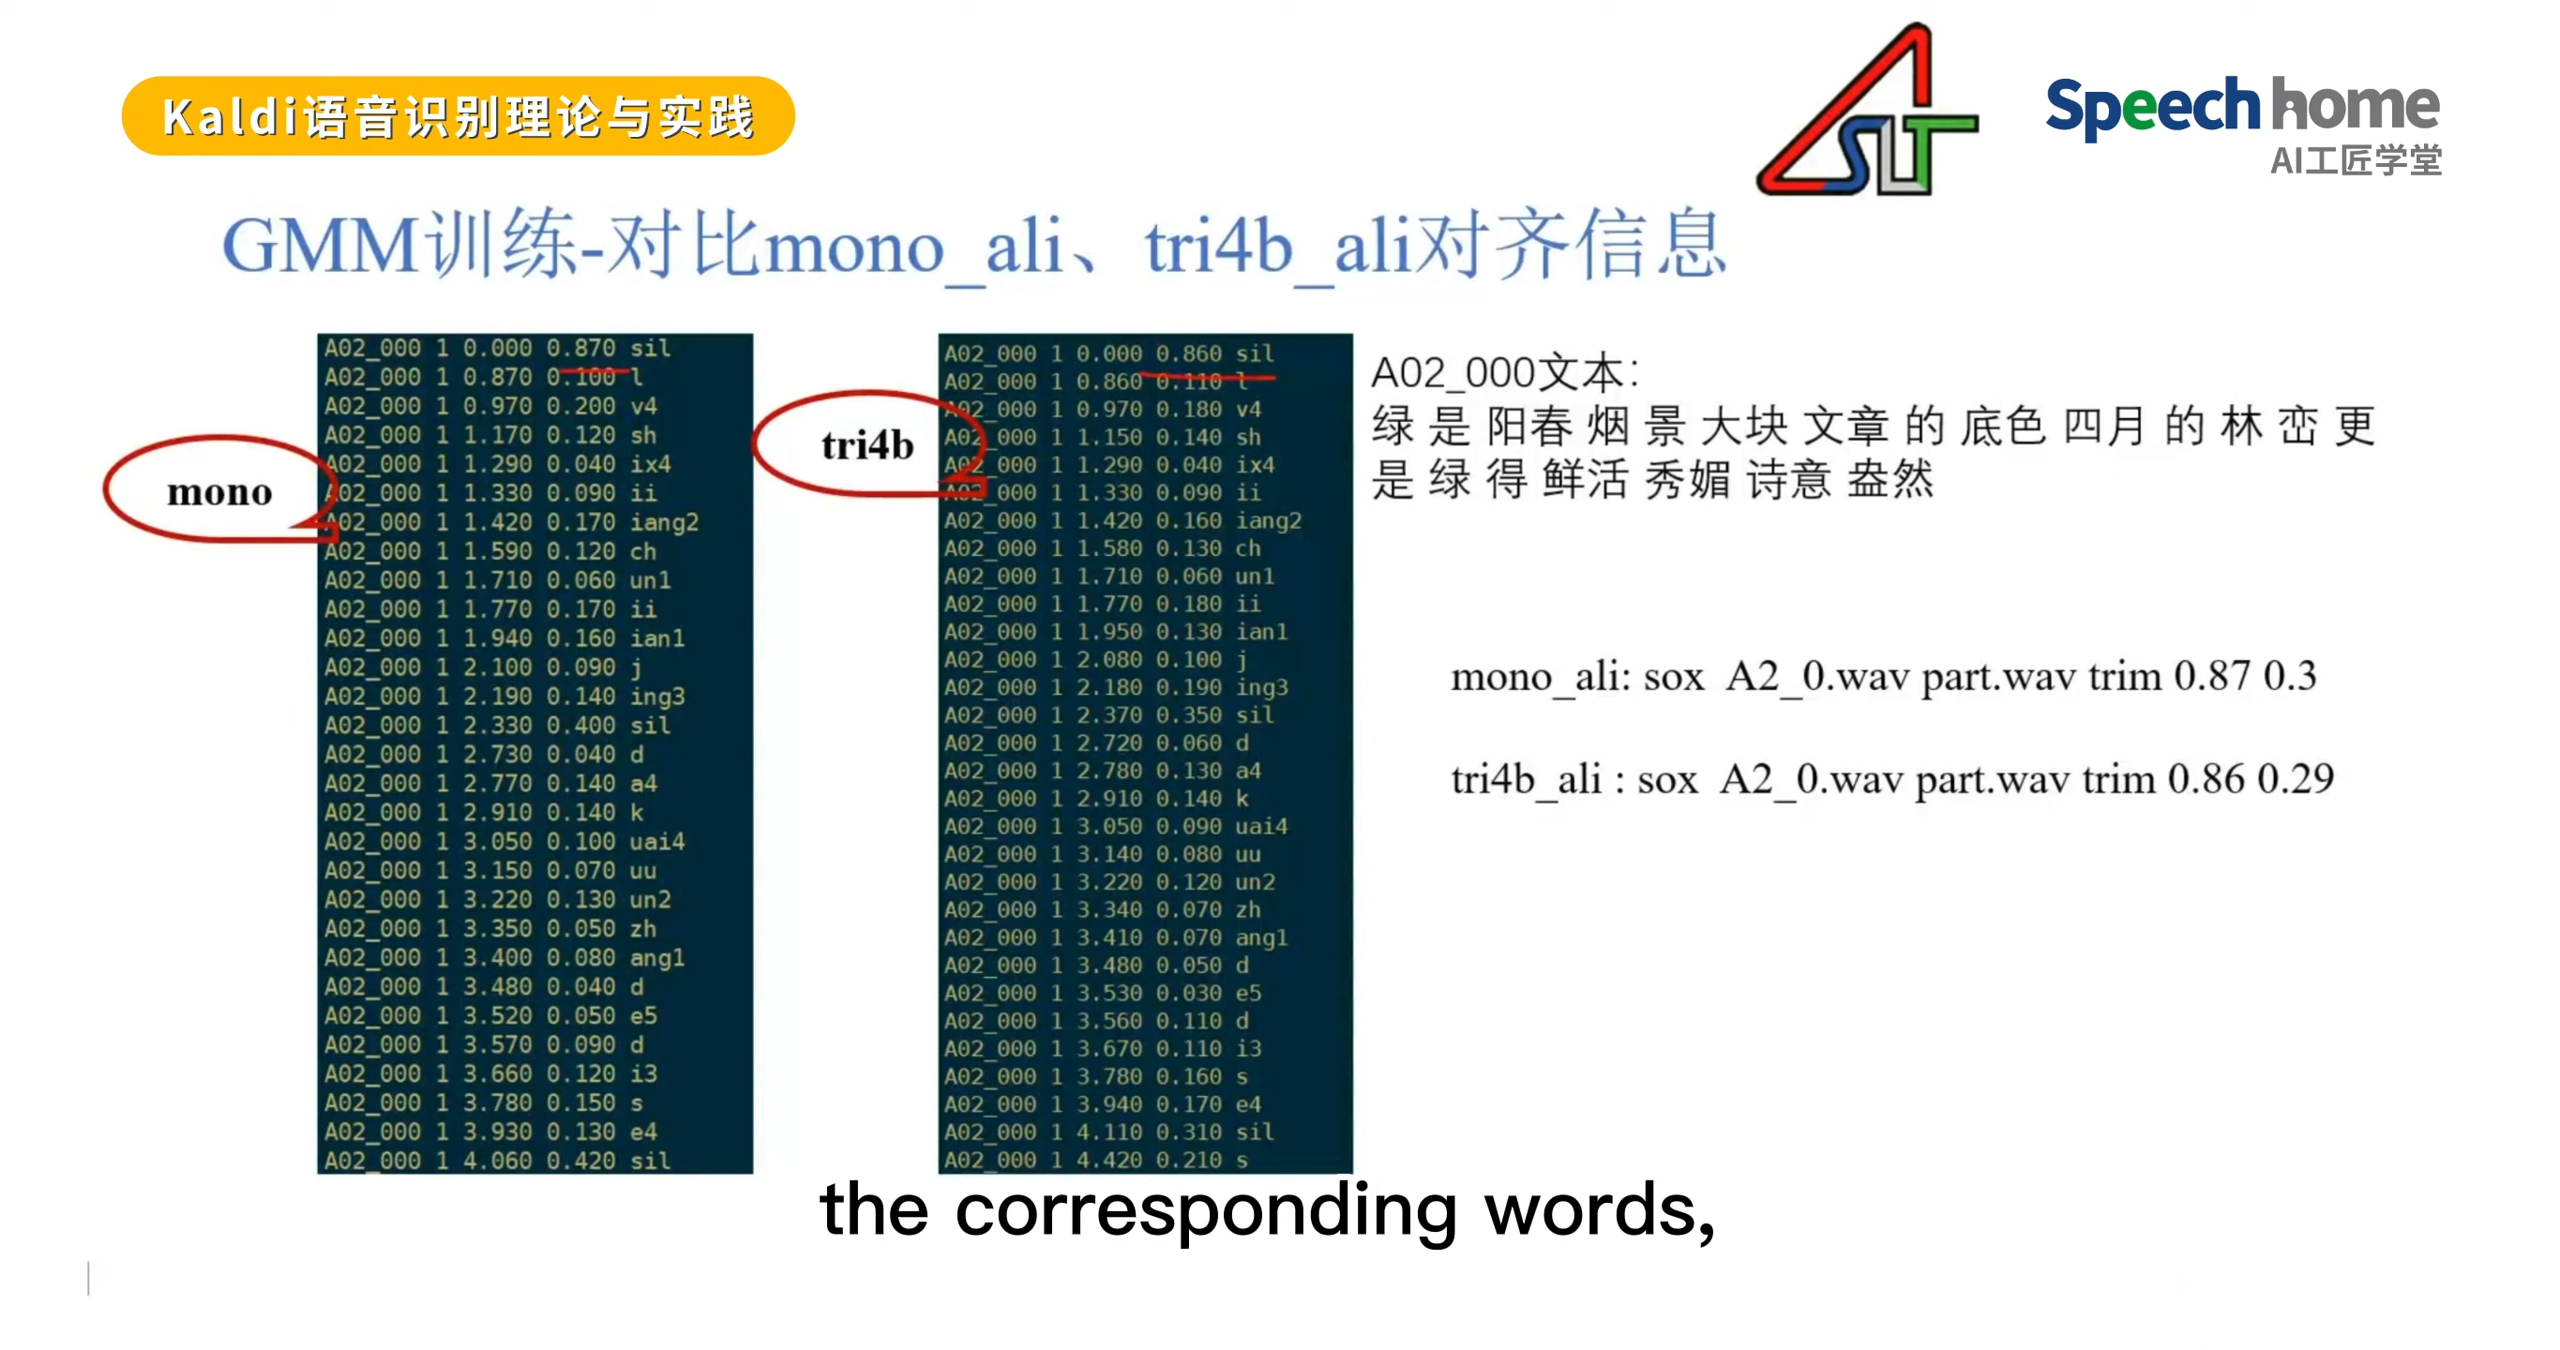 Kaldi语音识别理论与实践
ASLT
Speech home
AI工匠学堂
GMM训练-对比mono_ali、tri4b_ali对齐信息
mono
A02_000 1 0.000 0.870 sil
A02_000 1 0.870 0.100 l
A02_000 1 0.970 0.200 v4
A02_000 1 1.170 0.120 sh
A02_000 1 1.290 0.040 ix4
A02_000 1 1.330 0.090 ii
A02_000 1 1.420 0.170 iang2
A02_000 1 1.590 0.120 ch
A02_000 1 1.710 0.060 un1
A02_000 1 1.770 0.170 ii
A02_000 1 1.940 0.160 ian1
A02_000 1 2.100 0.090 j
A02_000 1 2.190 0.140 ing3
A02_000 1 2.330 0.400 sil
A02_000 1 2.730 0.040 d
A02_000 1 2.770 0.140 a4
A02_000 1 2.910 0.140 k
A02_000 1 3.050 0.100 uai4
A02_000 1 3.150 0.070 uu
A02_000 1 3.220 0.130 un2
A02_000 1 3.350 0.050 zh
A02_000 1 3.400 0.080 ang1
A02_000 1 3.480 0.040 d
A02_000 1 3.520 0.050 e5
A02_000 1 3.570 0.090 d
A02_000 1 3.660 0.120 i3
A02_000 1 3.780 0.150 s
A02_000 1 3.930 0.130 e4
A02_000 1 4.060 0.420 sil
tri4b
A02_000 1 0.000 0.860 sil
A02_000 1 0.860 0.110 l
A02_000 1 0.970 0.180 v4
A02_000 1 1.150 0.140 sh
A02_000 1 1.290 0.040 ix4
A02_000 1 1.330 0.090 ii
A02_000 1 1.420 0.160 iang2
A02_000 1 1.580 0.130 ch
A02_000 1 1.710 0.060 un1
A02_000 1 1.770 0.180 ii
A02_000 1 1.950 0.130 ian1
A02_000 1 2.080 0.100 j
A02_000 1 2.180 0.190 ing3
A02_000 1 2.370 0.350 sil
A02_000 1 2.720 0.060 d
A02_000 1 2.780 0.130 a4
A02_000 1 2.910 0.140 k
A02_000 1 3.050 0.090 uai4
A02_000 1 3.140 0.080 uu
A02_000 1 3.220 0.120 un2
A02_000 1 3.340 0.070 zh
A02_000 1 3.410 0.070 ang1
A02_000 1 3.480 0.050 d
A02_000 1 3.530 0.030 e5
A02_000 1 3.560 0.110 d
A02_000 1 3.670 0.110 i3
A02_000 1 3.780 0.160 s
A02_000 1 3.940 0.170 e4
A02_000 1 4.110 0.310 sil
A02_000 1 4.420 0.210 s
A02_000文本：
绿 是 阳春 烟 景 大块 文章 的 底色 四月 的 林 峦 更
是 绿 得 鲜活 秀媚 诗意 盎然
mono_ali: sox A2_0.wav part.wav trim 0.87 0.3
tri4b_ali : sox A2_0.wav part.wav trim 0.86 0.29
the corresponding words,